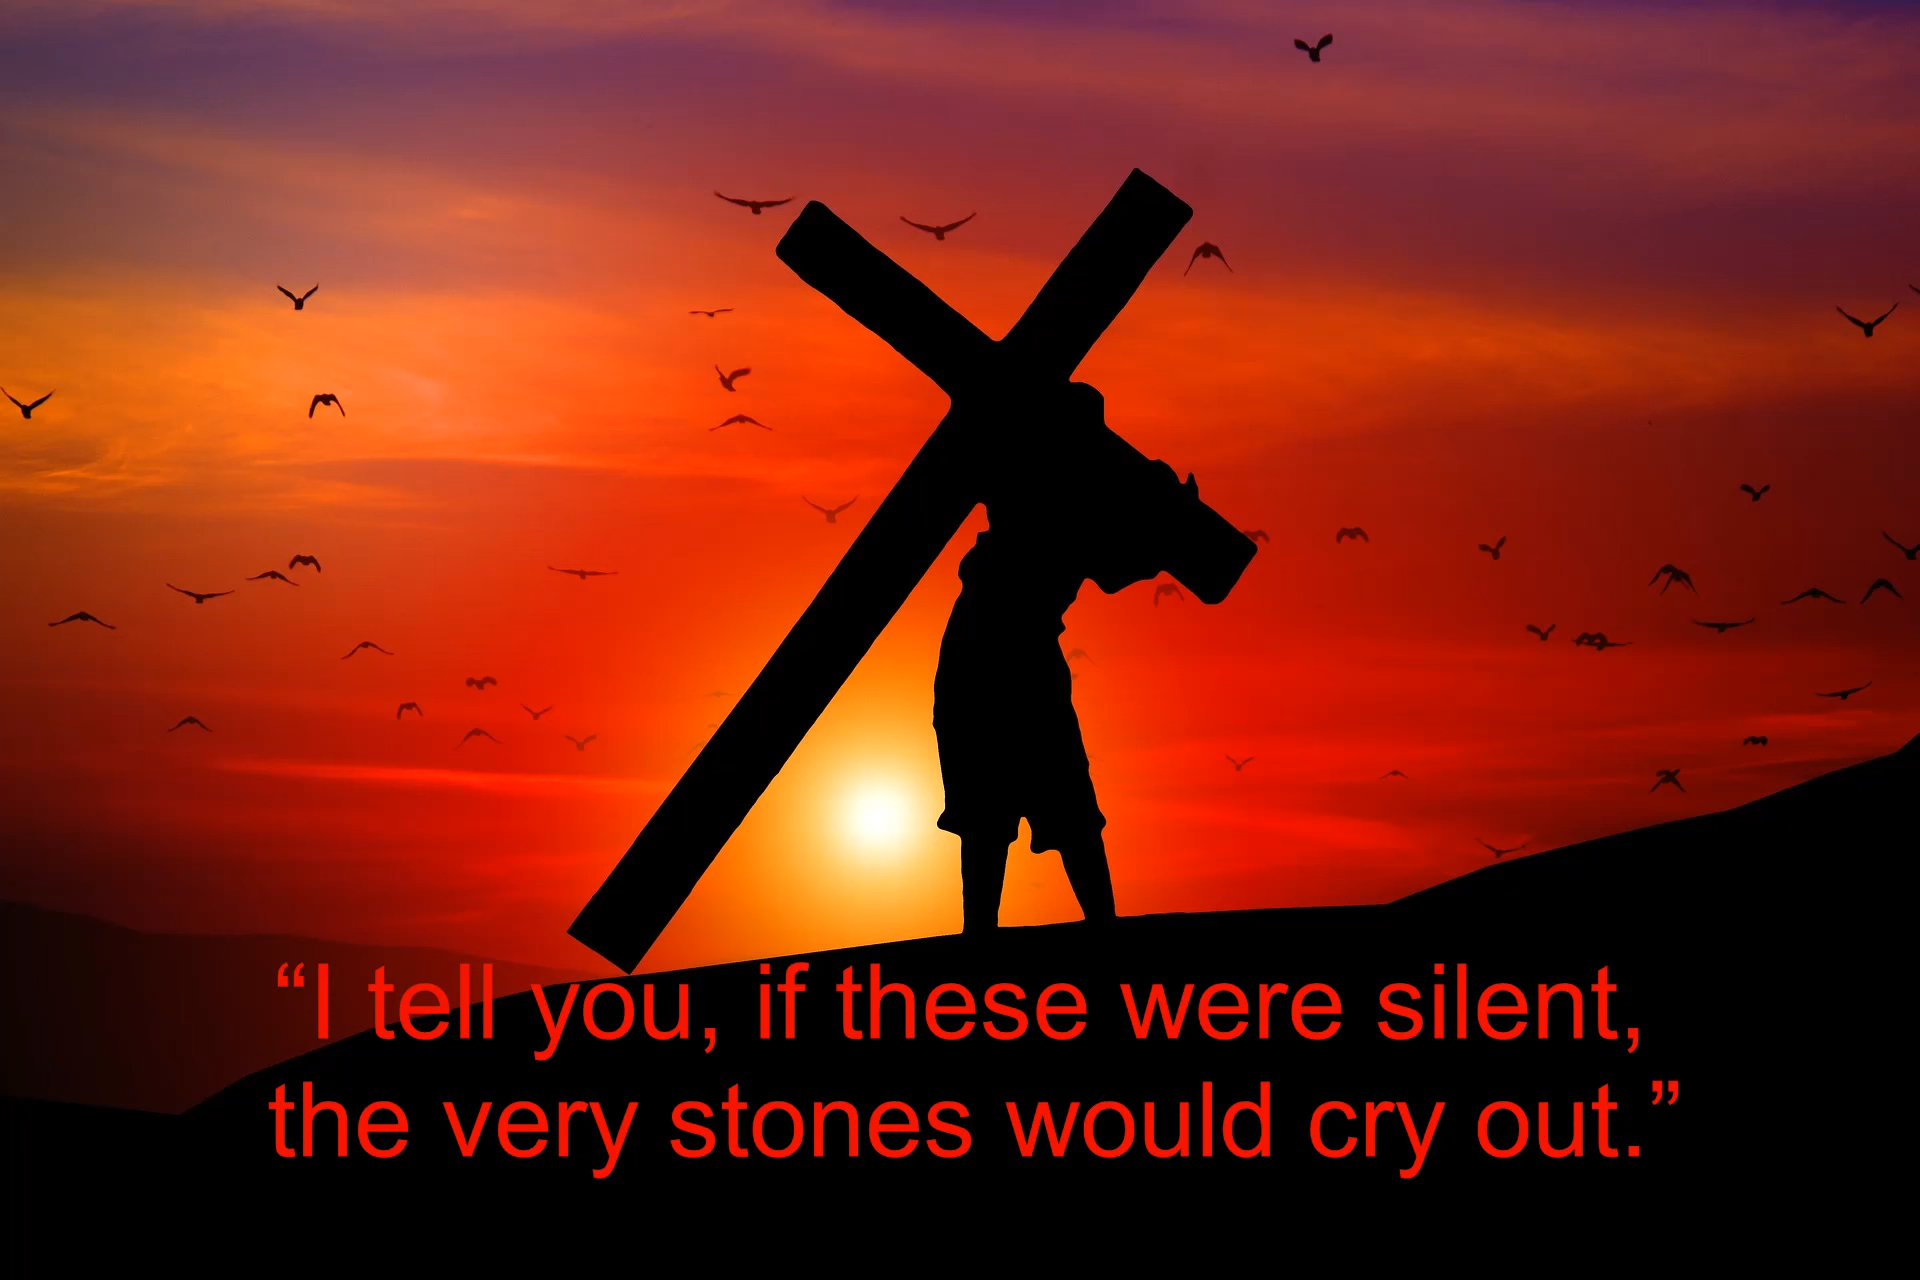 “I tell you, if these were silent,
the very stones would cry out.”